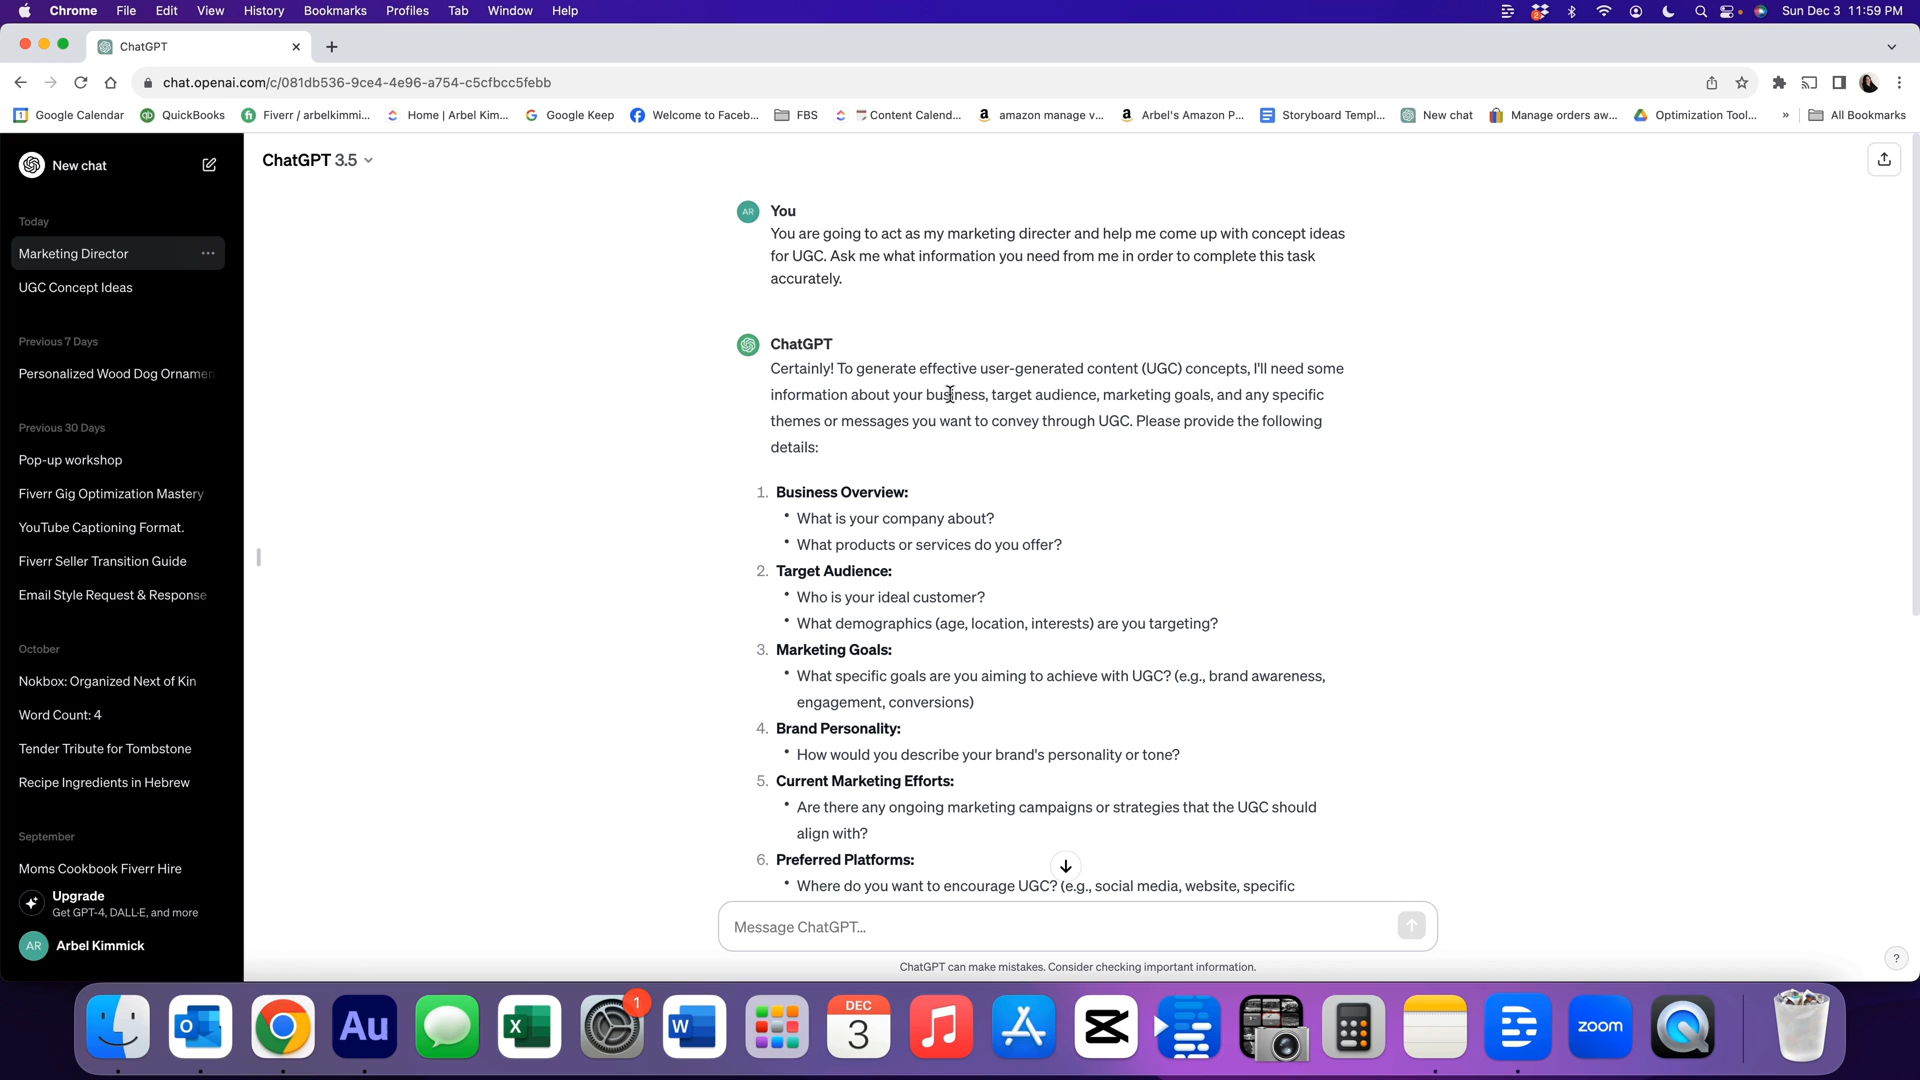 Chrome File Edit View History Bookmarks Profiles Tab Window Help
2
Sun Dec 3 11:59 PM
ChatGPT
chat.openai.com/c/081db536-9ce4-4e96-a754-c5cfbcc5febb
Google Calendar QuickBooks Fiverr / arbelkimmi... Home | Arbel Kim... Google Keep Welcome to Faceb... FBS Content Calend... amazon manage v... Arbel's Amazon P... Storyboard Templ... New chat Manage orders aw... Optimization Tool... » All Bookmarks
New chat
Today
Marketing Director
UGC Concept Ideas
Previous 7 Days
Personalized Wood Dog Ornamen
Previous 30 Days
Pop-up workshop
Fiverr Gig Optimization Mastery
YouTube Captioning Format.
Fiverr Seller Transition Guide
Email Style Request & Response
October
Nokbox: Organized Next of Kin
Word Count: 4
Tender Tribute for Tombstone
Recipe Ingredients in Hebrew
September
Moms Cookbook Fiverr Hire
Upgrade
Get GPT-4, DALL·E, and more
AR Arbel Kimmick
ChatGPT 3.5
AR You
You are going to act as my marketing directer and help me come up with concept ideas
for UGC. Ask me what information you need from me in order to complete this task
accurately.
ChatGPT
Certainly! To generate effective user-generated content (UGC) concepts, I'll need some
information about your business, target audience, marketing goals, and any specific
themes or messages you want to convey through UGC. Please provide the following
details:
1. Business Overview:
• What is your company about?
• What products or services do you offer?
2. Target Audience:
• Who is your ideal customer?
• What demographics (age, location, interests) are you targeting?
3. Marketing Goals:
• What specific goals are you aiming to achieve with UGC? (e.g., brand awareness,
engagement, conversions)
4. Brand Personality:
• How would you describe your brand's personality or tone?
5. Current Marketing Efforts:
• Are there any ongoing marketing campaigns or strategies that the UGC should
align with?
6. Preferred Platforms:
• Where do you want to encourage UGC? (e.g., social media, website, specific
Message ChatGPT...
ChatGPT can make mistakes. Consider checking important information.
?
O
Au
X
1
W
DEC
3
zoom